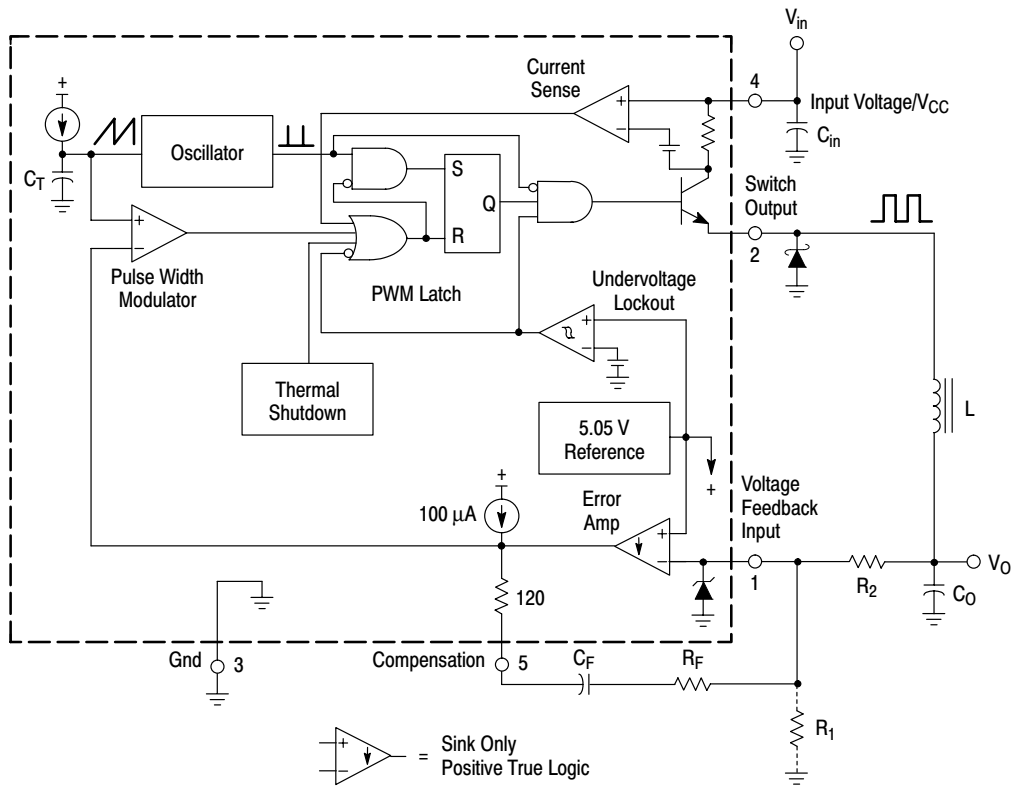 V_in
Current
Sense
4
Input Voltage/V_CC
C_in
+
Oscillator
C_T
+
−
S
Q
R
+
−
Switch
Output
2
+
−
Pulse Width
Modulator
PWM Latch
Undervoltage
Lockout
+
−
Thermal
Shutdown
L
5.05 V
Reference
+
+
100 µA
Error
Amp
+
−
Voltage
Feedback
Input
1
R_2
V_O
C_O
120
Gnd
3
Compensation
5
C_F
R_F
R_1
+
−
=
Sink Only
Positive True Logic